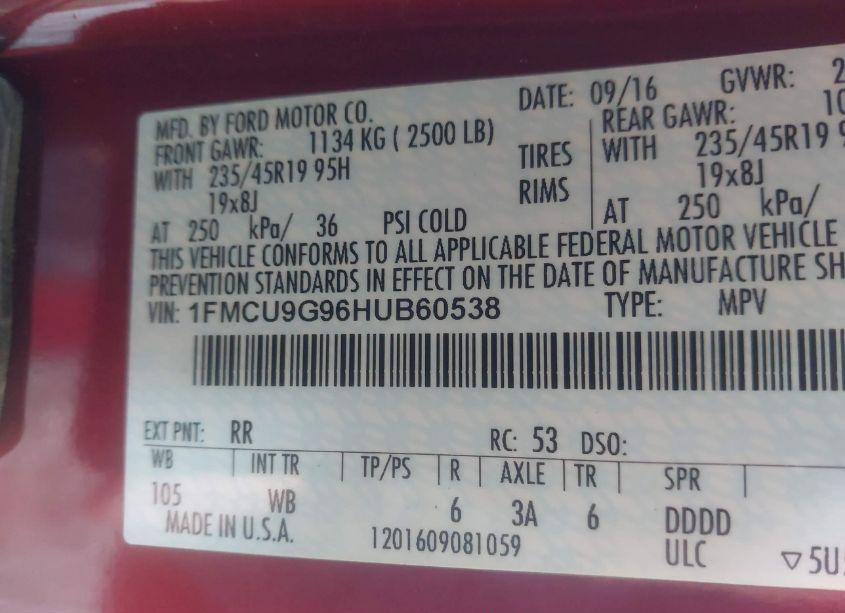 MFD. BY FORD MOTOR CO. DATE: 09/16 GVWR:
FRONT GAWR: 1134 KG ( 2500 LB) REAR GAWR:
WITH 235/45R19 95H TIRES WITH 235/45R19
19x8J RIMS 19x8J
AT 250 kPa/ 36 PSI COLD AT 250 kPa/
THIS VEHICLE CONFORMS TO ALL APPLICABLE FEDERAL MOTOR VEHICLE
PREVENTION STANDARDS IN EFFECT ON THE DATE OF MANUFACTURE
VIN: 1FMCU9G96HUB60538 TYPE: MPV
EXT PNT: RR RC: 53 DSO:
WB INT TR TP/PS R AXLE TR SPR
105 WB 6 3A 6 DDDD
MADE IN U.S.A. 1201609081059 ULC